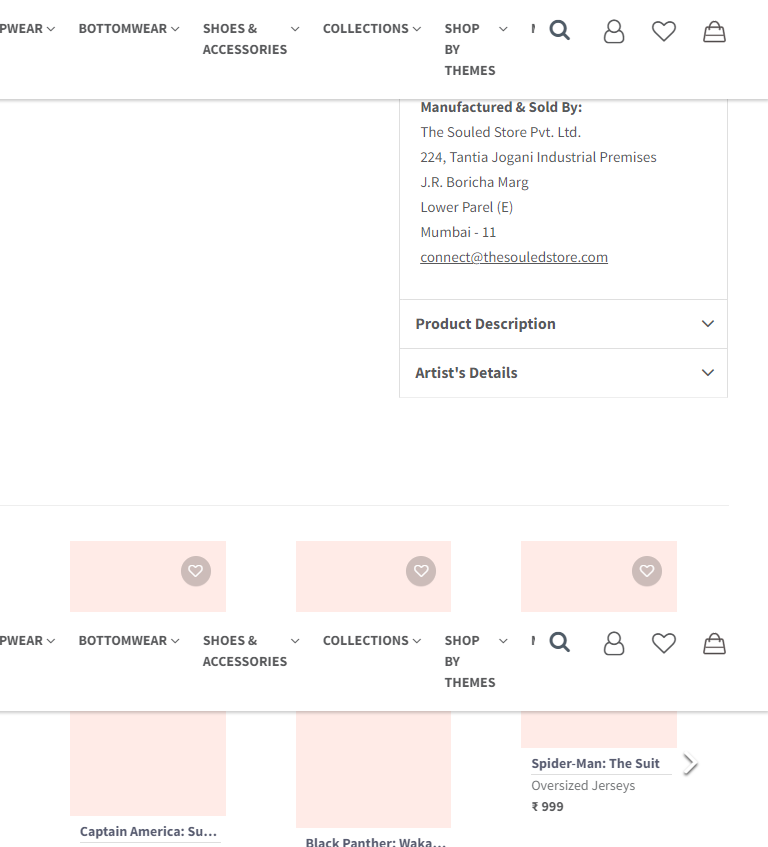 PWEAR BOTTOMWEAR SHOES & ACCESSORIES COLLECTIONS SHOP BY THEMES
Manufactured & Sold By:
The Souled Store Pvt. Ltd.
224, Tantia Jogani Industrial Premises
J.R. Boricha Marg
Lower Parel (E)
Mumbai - 11
connect@thesouledstore.com
Product Description
Artist's Details
PWEAR BOTTOMWEAR SHOES & ACCESSORIES COLLECTIONS SHOP BY THEMES
Spider-Man: The Suit
Oversized Jerseys
₹ 999
Captain America: Su...
Black Panther: Waka...